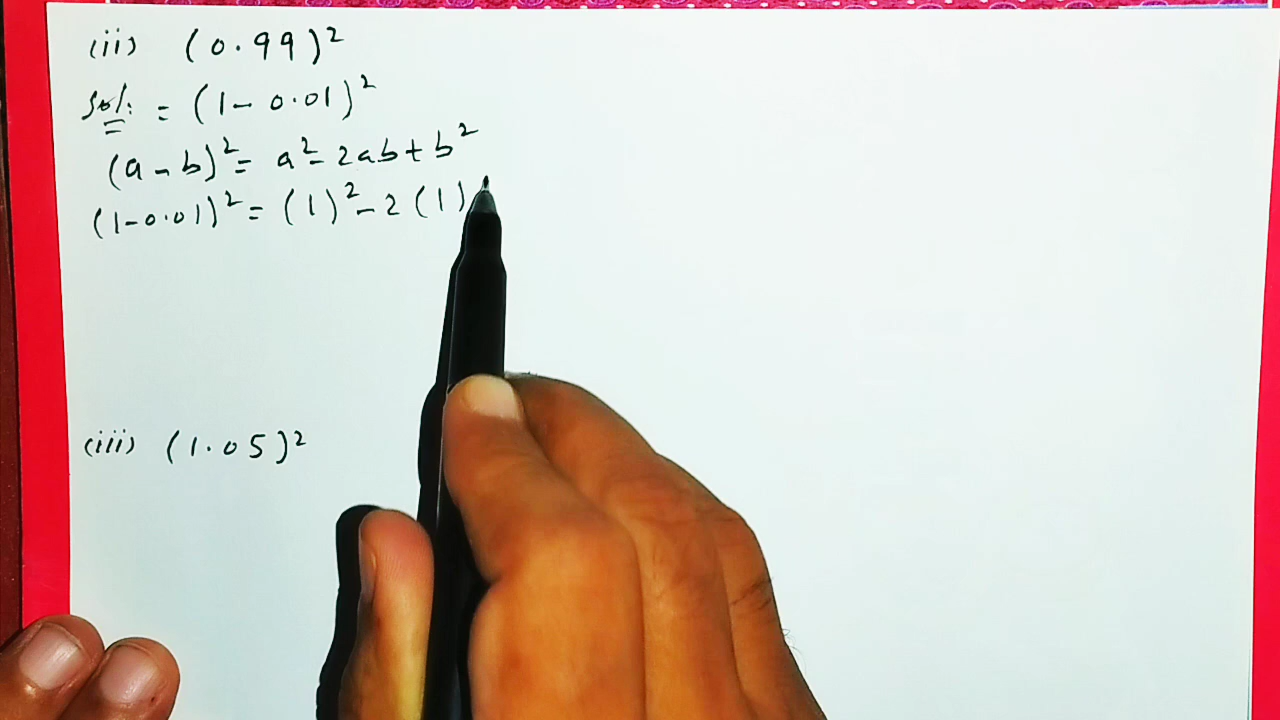 (ii) (0.99)²
Sol: = (1-0.01)²
(a-b)² = a²-2ab+b²
(1-0.01)² = (1)²-2(1)
(iii) (1.05)²